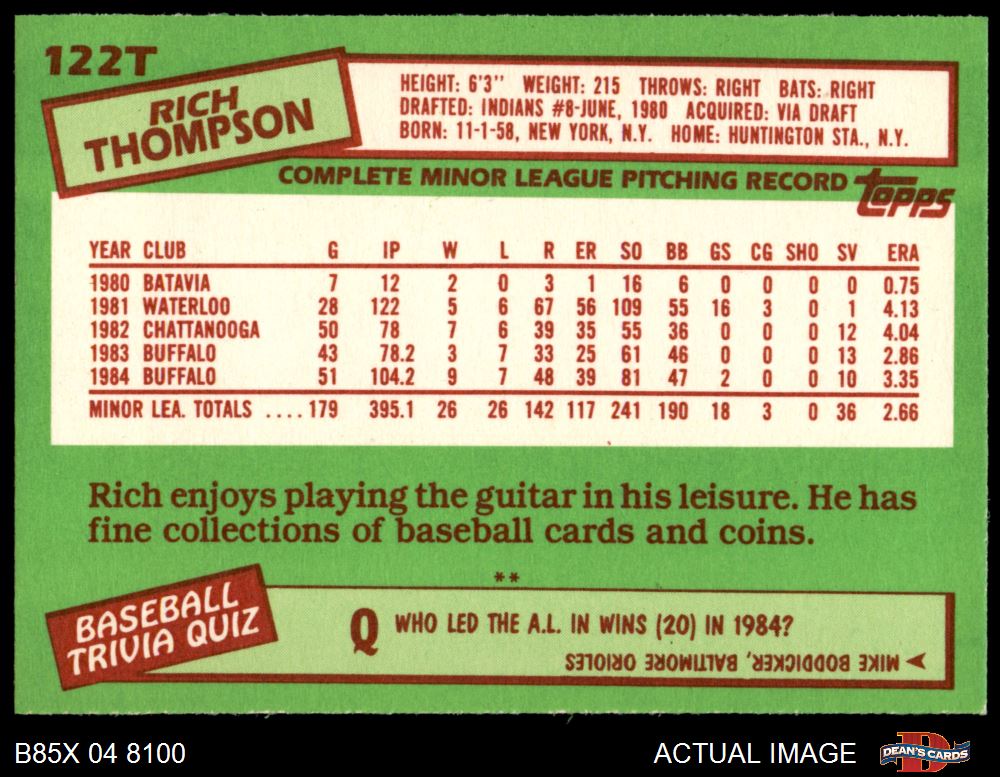 122T
RICH
THOMPSON
HEIGHT: 6'3" WEIGHT: 215 THROWS: RIGHT BATS: RIGHT
DRAFTED: INDIANS #8-JUNE, 1980 ACQUIRED: VIA DRAFT
BORN: 11-1-58, NEW YORK, N.Y. HOME: HUNTINGTON STA., N.Y.
COMPLETE MINOR LEAGUE PITCHING RECORD
topps
YEAR CLUB G IP W L R ER SO BB GS CG SHO SV ERA
1980 BATAVIA 7 12 2 0 3 1 16 6 0 0 0 0 0.75
1981 WATERLOO 28 122 5 6 67 56 109 55 16 3 0 1 4.13
1982 CHATTANOOGA 50 78 7 6 39 35 55 36 0 0 0 12 4.04
1983 BUFFALO 43 78.2 3 7 33 25 61 46 0 0 0 13 2.86
1984 BUFFALO 51 104.2 9 7 48 39 81 47 2 0 0 10 3.35
MINOR LEA. TOTALS ....179 395.1 26 26 142 117 241 190 18 3 0 36 2.66
Rich enjoys playing the guitar in his leisure. He has
fine collections of baseball cards and coins.
**
BASEBALL
TRIVIA QUIZ
Q WHO LED THE A.L. IN WINS (20) IN 1984?
MIKE BODDICKER, BALTIMORE ORIOLES
B85X 04 8100
ACTUAL IMAGE
DEAN'S CARDS